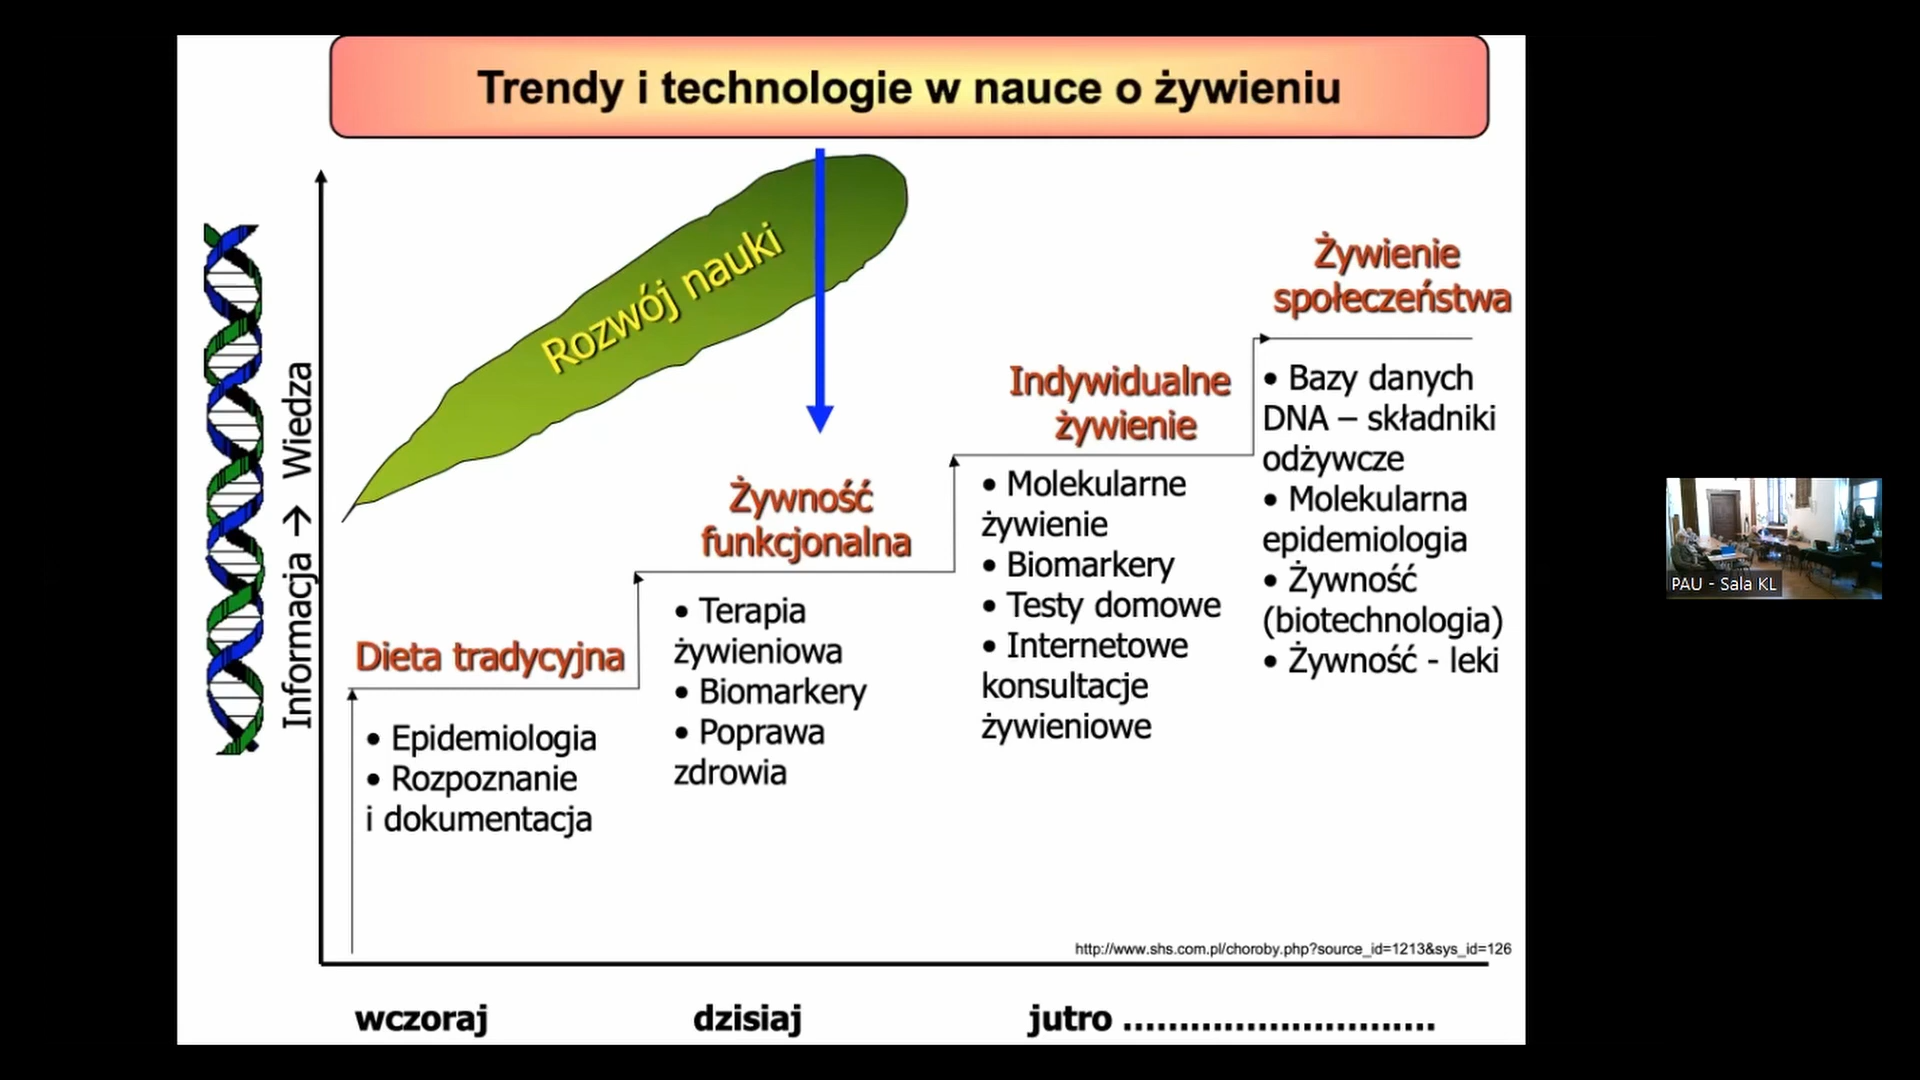 Trendy i technologie w nauce o żywieniu
Rozwój nauki
Informacja → Wiedza
Dieta tradycyjna
• Epidemiologia
• Rozpoznanie
i dokumentacja
Żywność
funkcjonalna
• Terapia
żywieniowa
• Biomarkery
• Poprawa
zdrowia
Indywidualne
żywienie
• Molekularne
żywienie
• Biomarkery
• Testy domowe
• Internetowe
konsultacje
żywieniowe
Żywienie
społeczeństwa
• Bazy danych
DNA – składniki
odżywcze
• Molekularna
epidemiologia
• Żywność
(biotechnologia)
• Żywność - leki
http://www.shs.com.pl/choroby.php?source_id=1213&sys_id=126
wczoraj
dzisiaj
jutro ............................
PAU - Sala KL